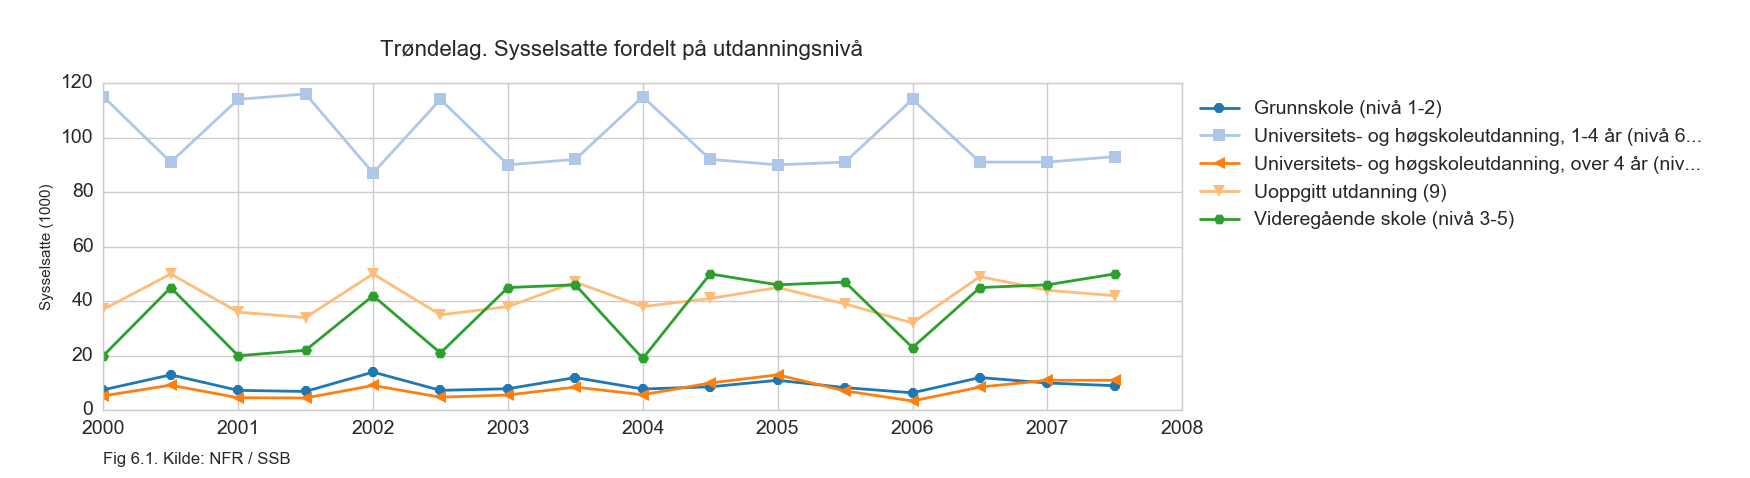 Trøndelag. Sysselsatte fordelt på utdanningsnivå
120
100
80
60
40
20
0
Sysselsatte (1000)
2000 2001 2002 2003 2004 2005 2006 2007 2008
Grunnskole (nivå 1-2)
Universitets- og høgskoleutdanning, 1-4 år (nivå 6...
Universitets- og høgskoleutdanning, over 4 år (niv...
Uoppgitt utdanning (9)
Videregående skole (nivå 3-5)
Fig 6.1. Kilde: NFR / SSB